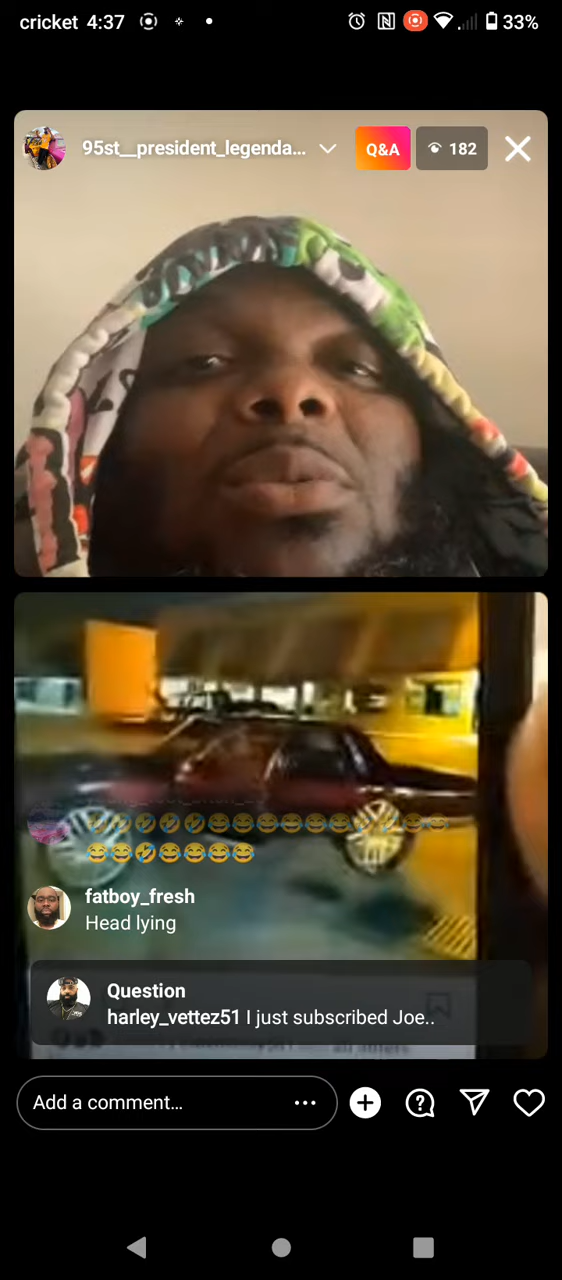 cricket 4:37 33%
95st__president_legenda... Q&A 182
🤣🤣🤣🤣🤣😂😂😂😂😂😂🤣🤣😂😂
😂😂🤣😂😂😂😂
fatboy_fresh
Head lying
Question
harley_vettez51 I just subscribed Joe..
Add a comment...